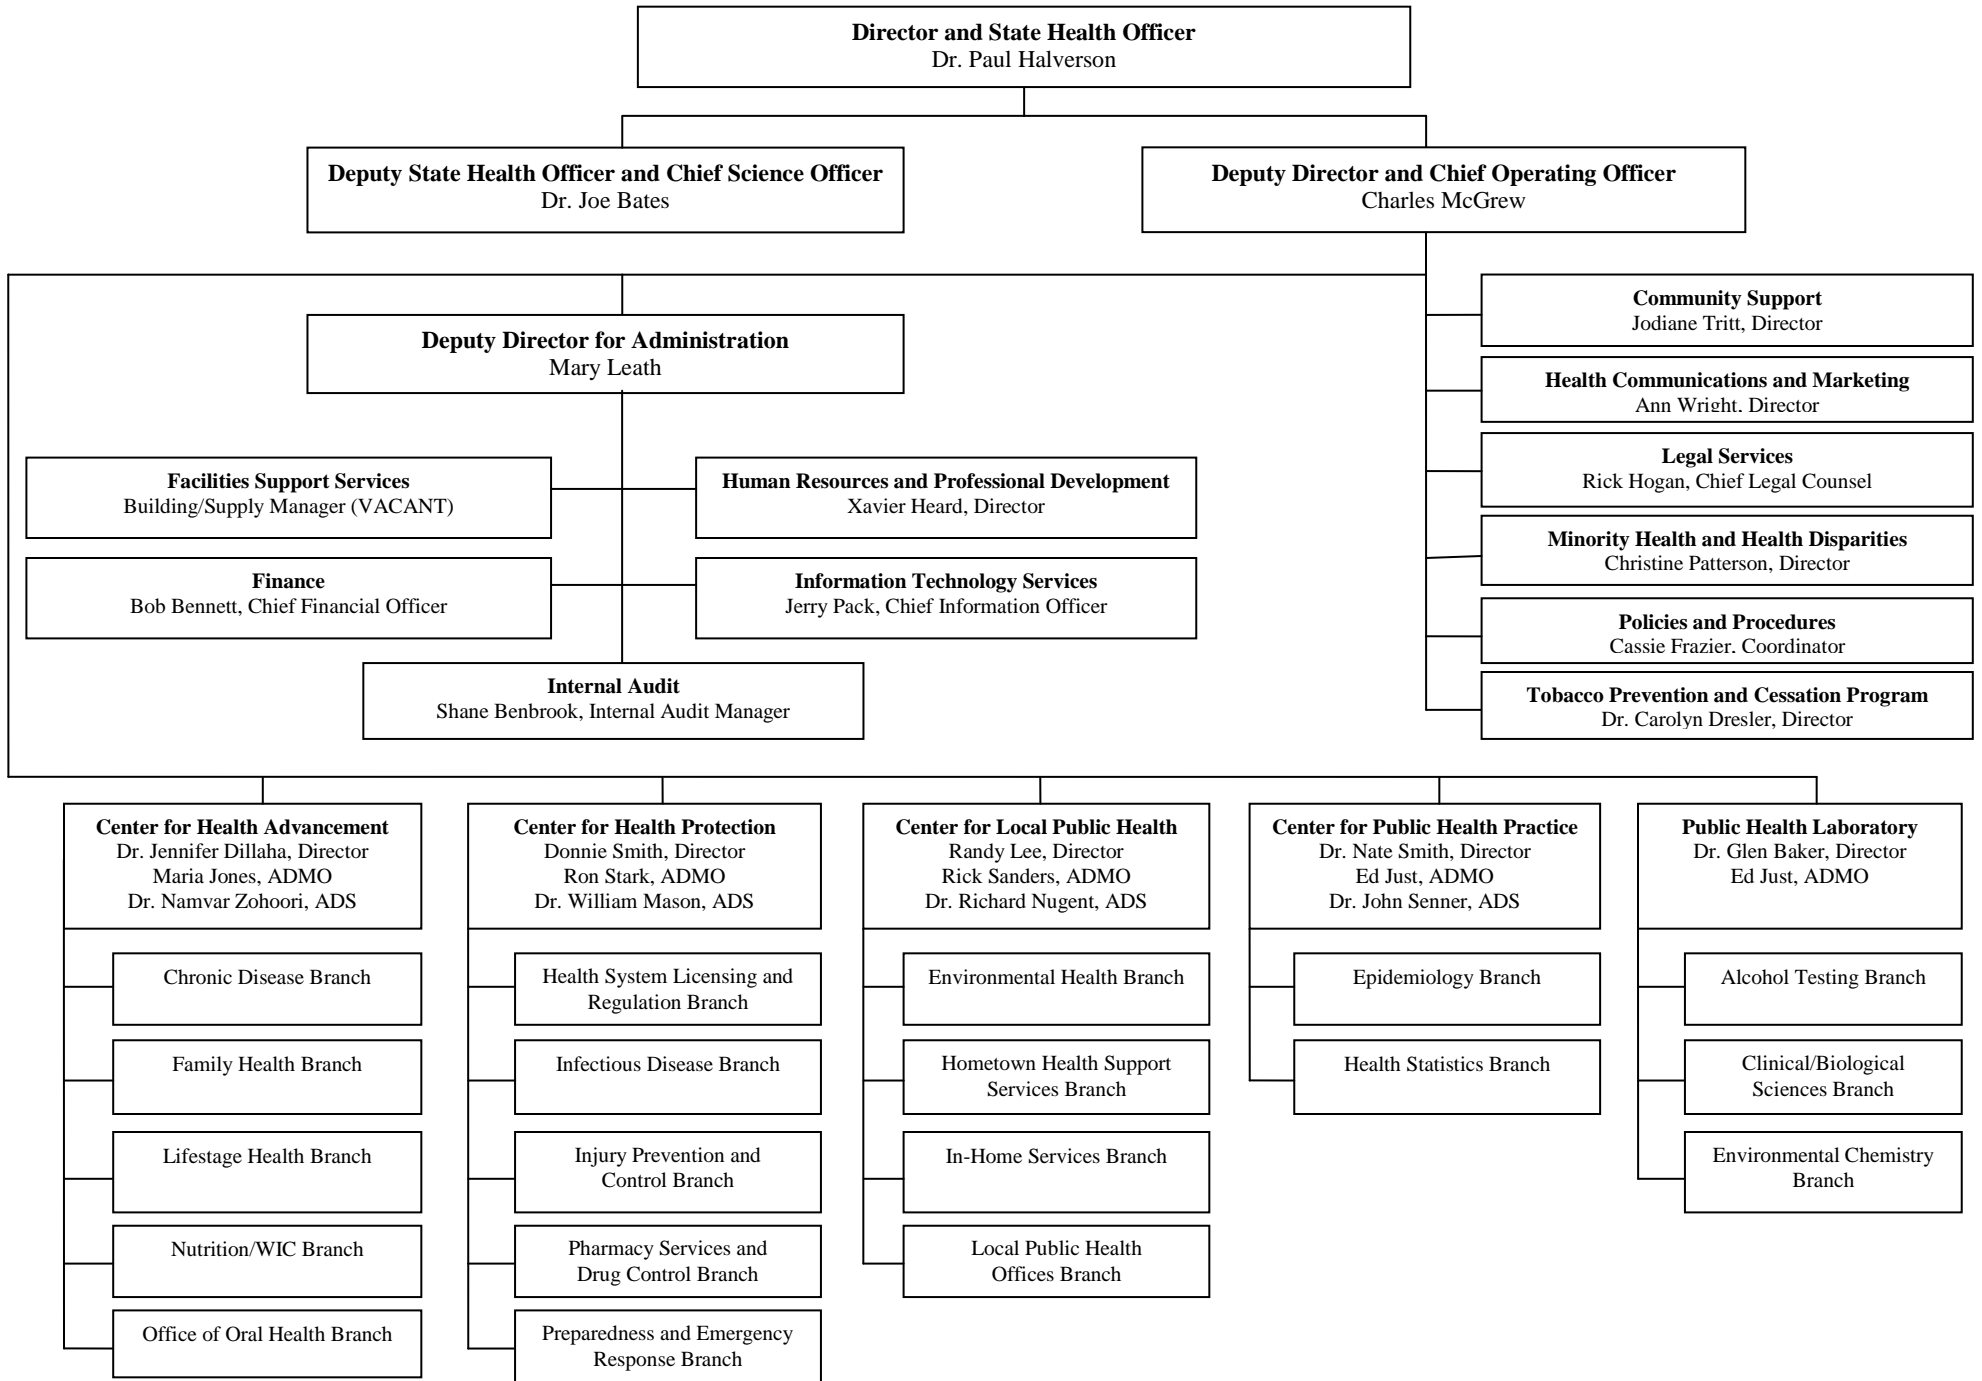 Director and State Health Officer
Dr. Paul Halverson
Deputy State Health Officer and Chief Science Officer
Dr. Joe Bates
Deputy Director and Chief Operating Officer
Charles McGrew
Community Support
Jodiane Tritt, Director
Health Communications and Marketing
Ann Wright, Director
Legal Services
Rick Hogan, Chief Legal Counsel
Minority Health and Health Disparities
Christine Patterson, Director
Policies and Procedures
Cassie Frazier, Coordinator
Tobacco Prevention and Cessation Program
Dr. Carolyn Dresler, Director
Deputy Director for Administration
Mary Leath
Facilities Support Services
Building/Supply Manager (VACANT)
Human Resources and Professional Development
Xavier Heard, Director
Finance
Bob Bennett, Chief Financial Officer
Information Technology Services
Jerry Pack, Chief Information Officer
Internal Audit
Shane Benbrook, Internal Audit Manager
Center for Health Advancement
Dr. Jennifer Dillaha, Director
Maria Jones, ADMO
Dr. Namvar Zohoori, ADS
Chronic Disease Branch
Family Health Branch
Lifestage Health Branch
Nutrition/WIC Branch
Office of Oral Health Branch
Center for Health Protection
Donnie Smith, Director
Ron Stark, ADMO
Dr. William Mason, ADS
Health System Licensing and
Regulation Branch
Infectious Disease Branch
Injury Prevention and
Control Branch
Pharmacy Services and
Drug Control Branch
Preparedness and Emergency
Response Branch
Center for Local Public Health
Randy Lee, Director
Rick Sanders, ADMO
Dr. Richard Nugent, ADS
Environmental Health Branch
Hometown Health Support
Services Branch
In-Home Services Branch
Local Public Health
Offices Branch
Center for Public Health Practice
Dr. Nate Smith, Director
Ed Just, ADMO
Dr. John Senner, ADS
Epidemiology Branch
Health Statistics Branch
Public Health Laboratory
Dr. Glen Baker, Director
Ed Just, ADMO
Alcohol Testing Branch
Clinical/Biological
Sciences Branch
Environmental Chemistry
Branch